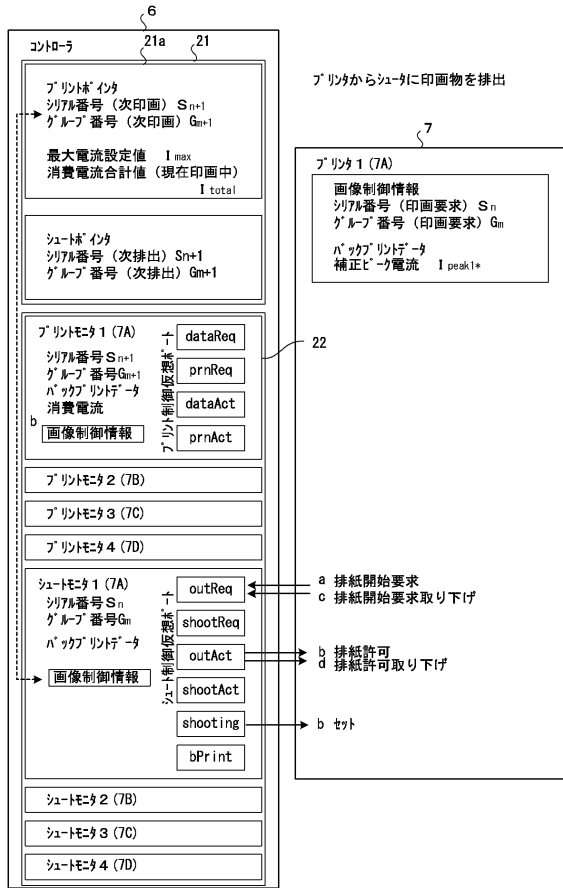 6
コントローラ
21a
21
プリントポインタ
シリアル番号（次印画）Sn+1
グループ番号（次印画）Gm+1
最大電流設定値 Imax
消費電流合計値（現在印画中）
Itotal
シュートポインタ
シリアル番号（次排出）Sn+1
グループ番号（次排出）Gm+1
プリントモニタ1 (7A)
シリアル番号Sn+1
グループ番号Gm+1
バックプリントデータ
消費電流
b
画像制御情報
プリント制御仮想ポート
dataReq
prnReq
dataAct
prnAct
22
プリントモニタ2 (7B)
プリントモニタ3 (7C)
プリントモニタ4 (7D)
シュートモニタ1 (7A)
シリアル番号Sn
グループ番号Gm
バックプリントデータ
画像制御情報
シュート制御仮想ポート
outReq
shootReq
outAct
shootAct
shooting
bPrint
a 排紙開始要求
c 排紙開始要求取り下げ
b 排紙許可
d 排紙許可取り下げ
b セット
シュートモニタ2 (7B)
シュートモニタ3 (7C)
シュートモニタ4 (7D)
プリンタからシュータに印画物を排出
7
プリンタ1 (7A)
画像制御情報
シリアル番号（印画要求）Sn
グループ番号（印画要求）Gm
バックプリントデータ
補正ピーク電流 Ipeak1*